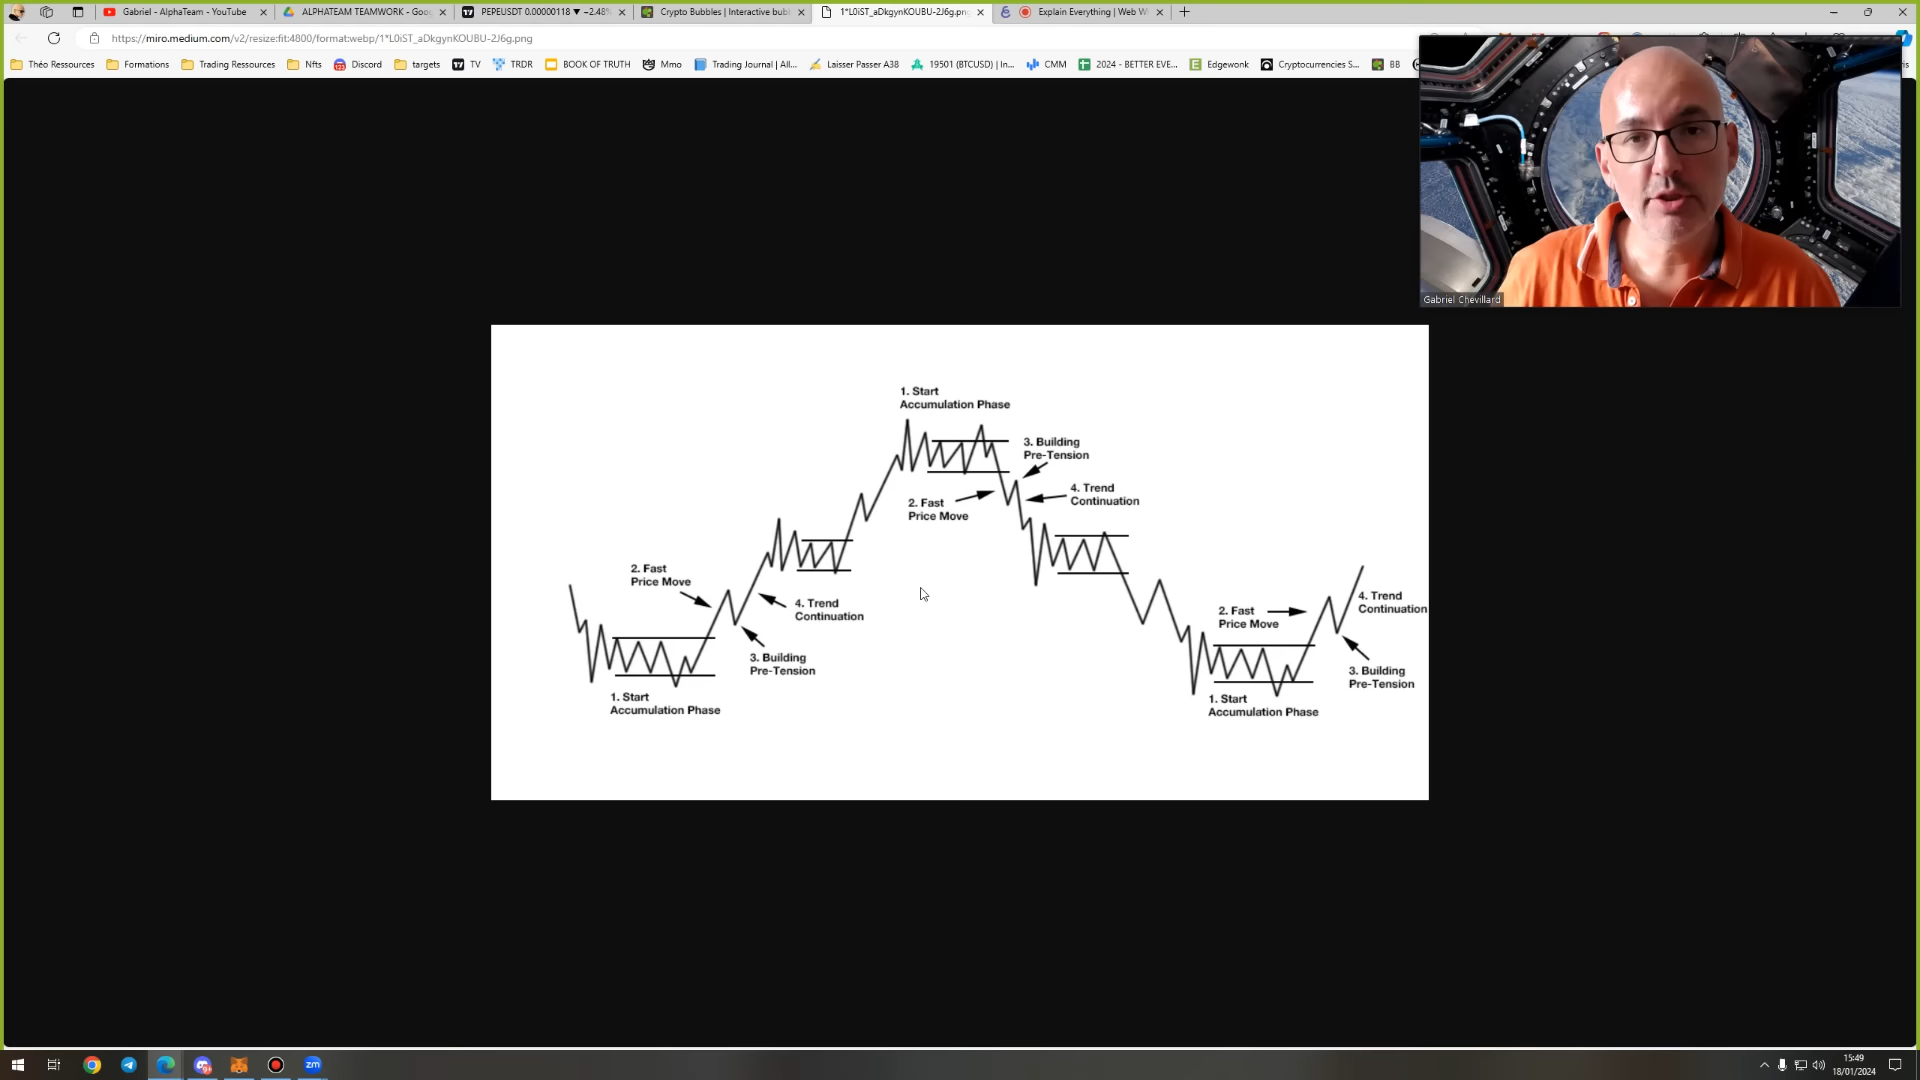 Gabriel - AlphaTeam - YouTube
ALPHATEAM TEAMWORK - Goo
PEPEUSDT 0.00000118 ▼ −2.48%
Crypto Bubbles | Interactive bub
1*L0iST_aDkgynKOUBU-2J6g.png
Explain Everything | Web W
https://miro.medium.com/v2/resize:fit:4800/format:webp/1*L0iST_aDkgynKOUBU-2J6g.png
Théo Ressources
Formations
Trading Ressources
Nfts
Discord
targets
TV
TRDR
BOOK OF TRUTH
Mmo
Trading Journal | All...
Laisser Passer A38
19501 (BTCUSD) | In...
CMM
2024 - BETTER EVE...
Edgewonk
Cryptocurrencies S...
BB
Gabriel Chevillard
1. Start
Accumulation Phase
3. Building
Pre-Tension
4. Trend
Continuation
2. Fast
Price Move
2. Fast
Price Move
4. Trend
Continuation
3. Building
Pre-Tension
1. Start
Accumulation Phase
2. Fast
Price Move
4. Trend
Continuation
3. Building
Pre-Tension
1. Start
Accumulation Phase
zm
15:49
18/01/2024